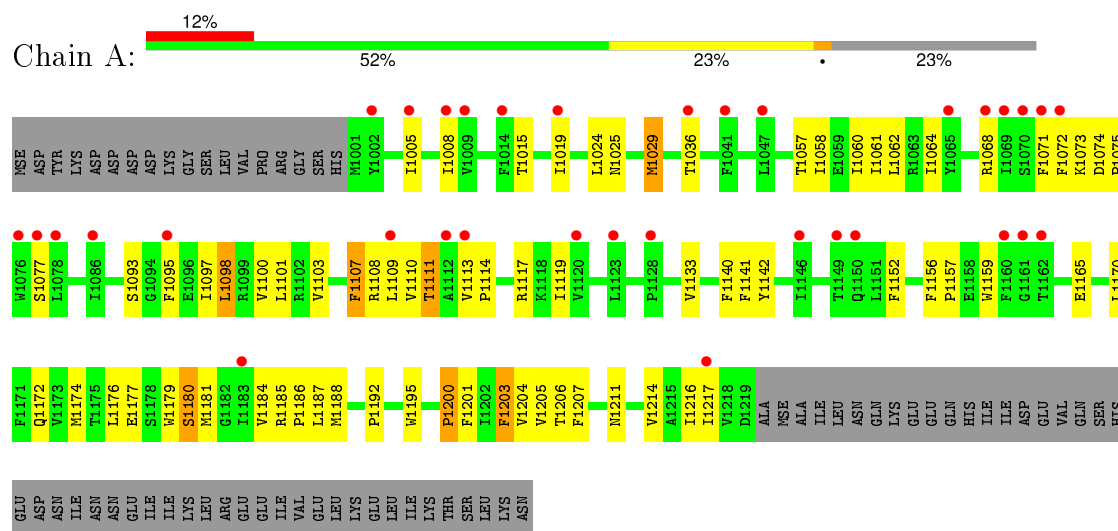 12%
Chain A:
52% 23% • 23%
MSE ASP TYR LYS ASP ASP ASP ASP LYS GLY SER LEU VAL PRO ARG GLY SER HIS M1001 Y1002 I1005 I1008 V1009 F1014 T1015 I1019 L1024 N1025 M1029 T1036 F1041 L1047 T1057 I1058 E1059 I1060 I1061 L1062 R1063 I1064 Y1065 R1068 I1069 S1070 F1071 F1072 K1073 D1074 P1075
W1076 S1077 L1078 I1086 S1093 G1094 F1095 E1096 I1097 L1098 R1099 V1100 L1101 R1102 V1103 F1107 R1108 L1109 V1110 T1111 A1112 V1113 P1114 R1117 K1118 I1119 V1120 L1123 P1128 V1133 F1140 F1141 Y1142 I1146 T1149 Q1150 L1151 F1152 F1156 P1157 E1158 W1159 F1160 G1161 T1162 E1165 L1170
F1171 Q1172 V1173 M1174 T1175 L1176 E1177 S1178 W1179 S1180 M1181 G1182 I1183 V1184 R1185 P1186 L1187 M1188 P1192 W1195 P1200 F1201 I1202 F1203 V1204 V1205 T1206 F1207 N1211 V1214 A1215 I1216 I1217 V1218 D1219 ALA MSE ALA ILE LEU ASN GLN LYS GLU GLU GLN HIS ILE ILE ASP GLU VAL GLN SER HIS
GLU ASP ASN ILE ASN ASN GLU ILE ILE LYS LEU ARG GLU GLU ILE VAL GLU LEU LYS GLU LEU ILE LYS THR SER LEU LYS ASN